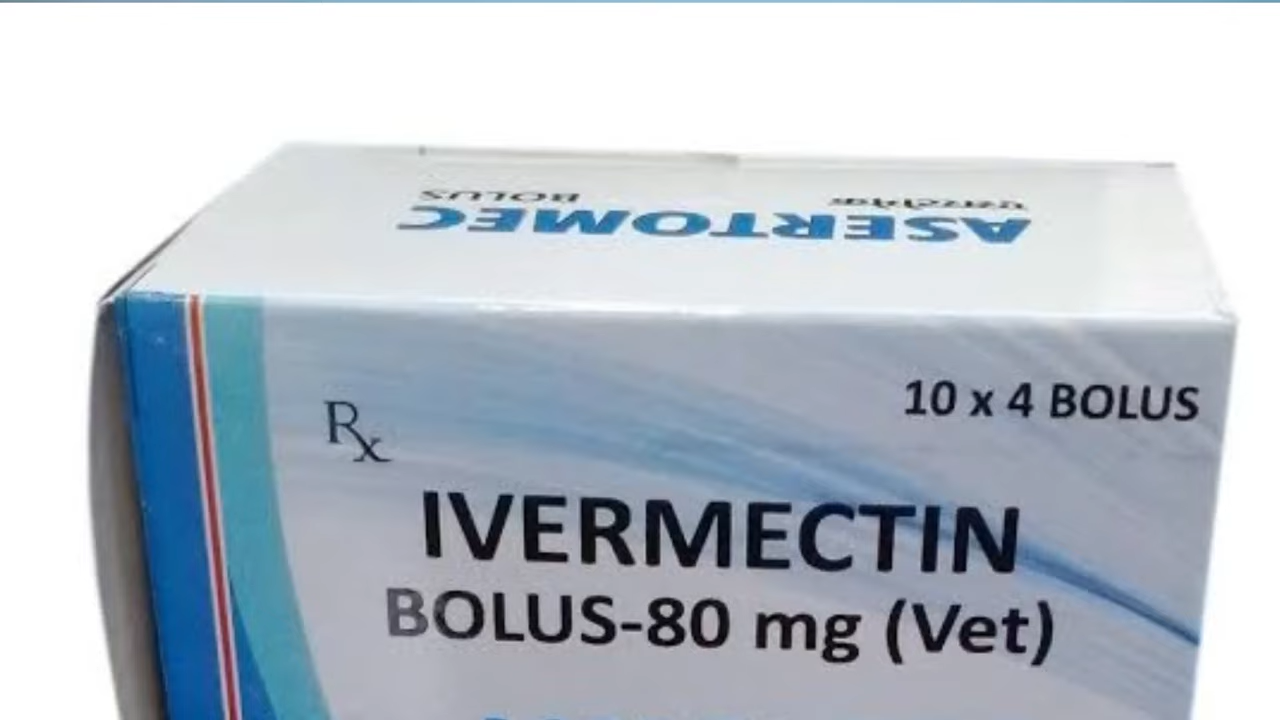 ASERTOMEC
BOLUS
Rx
10 x 4 BOLUS
IVERMECTIN
BOLUS-80 mg (Vet)